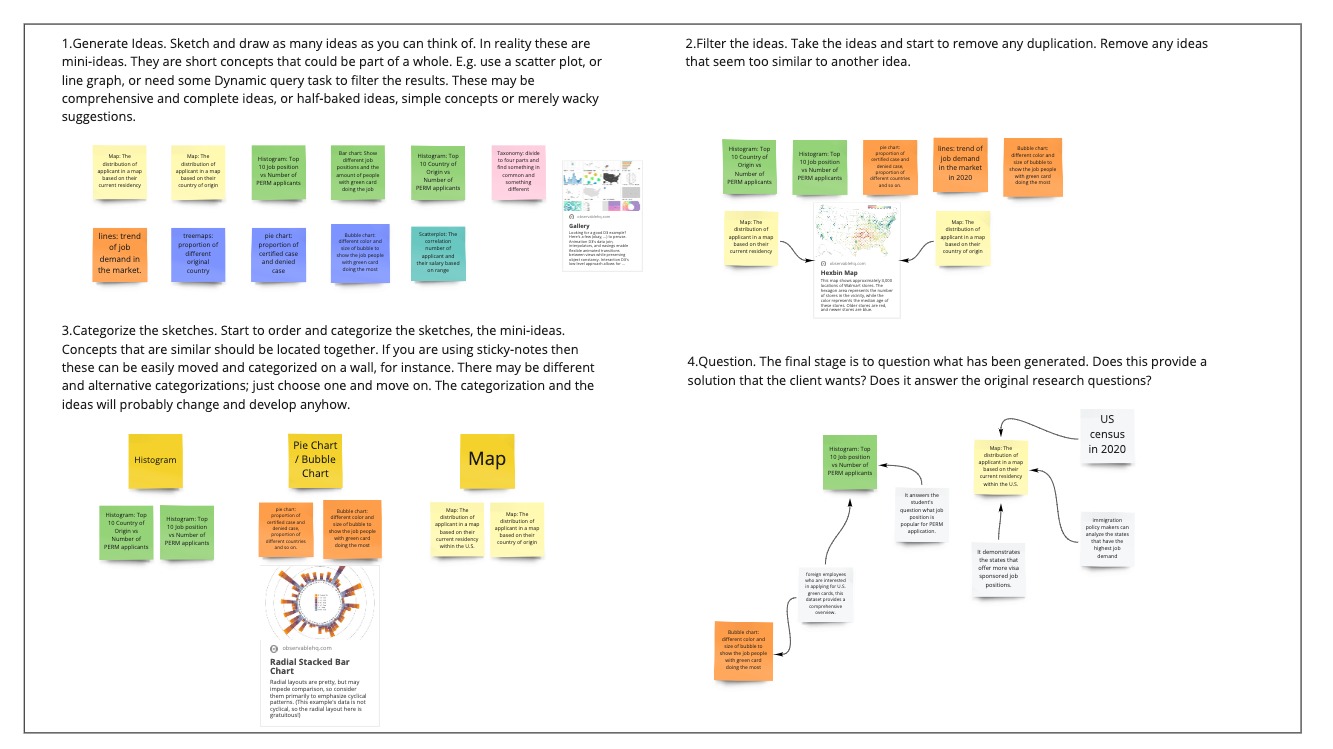 1.Generate Ideas. Sketch and draw as many ideas as you can think of. In reality these are
mini-ideas. They are short concepts that could be part of a whole. E.g. use a scatter plot, or
line graph, or need some Dynamic query task to filter the results. These may be
comprehensive and complete ideas, or half-baked ideas, simple concepts or merely wacky
suggestions.
Map: The
distribution of
applicant in a map
based on their
current residency
Map: The
distribution of
applicant in a map
based on their
country of origin
Histogram: Top
10 Job position
vs Number of
PERM applicants
Bar chart: Show
different job
positions and the
amount of people
with green card
doing the job
Histogram: Top
10 Country of
Origin vs
Number of
PERM applicants
Taxonomy: divide
to four parts and
find something in
common and
something
different
observablehq.com
Gallery
lines: trend
of job
demand in
the market.
treemaps:
proportion of
different
original
country
pie chart:
proportion of
certified case
and denied
case
Bubble chart:
different color and
size of bubble to
show the job people
with green card
doing the most
Scatterplot: The
correlation
number of
applicant and
their salary based
on range
2.Filter the ideas. Take the ideas and start to remove any duplication. Remove any ideas
that seem too similar to another idea.
Histogram: Top
10 Country of
Origin vs
Number of
PERM applicants
Histogram: Top
10 Job position
vs Number of
PERM applicants
pie chart:
proportion of
certified case and
denied case,
proportion of
different countries
and so on.
lines: trend of
job demand
in the market
in 2020
Bubble chart:
different color and
size of bubble to
show the job people
with green card
doing the most
Map: The
distribution of
applicant in a map
based on their
current residency
observablehq.com
Hexbin Map
This map shows approximately 3,000
locations of Walmart stores. The
hexagon area represents the number
of stores in the vicinity, while the
color represents the median age of
these stores. Older stores are red,
and newer stores are blue.
Map: The
distribution of
applicant in a map
based on their
country of origin
3.Categorize the sketches. Start to order and categorize the sketches, the mini-ideas.
Concepts that are similar should be located together. If you are using sticky-notes then
these can be easily moved and categorized on a wall, for instance. There may be different
and alternative categorizations; just choose one and move on. The categorization and the
ideas will probably change and develop anyhow.
Histogram
Pie Chart
/ Bubble
Chart
Map
Histogram: Top
10 Country of
Origin vs
Number of
PERM applicants
Histogram: Top
10 Job position
vs Number of
PERM applicants
pie chart:
proportion of
certified case and
denied case,
proportion of
different countries
and so on.
Bubble chart:
different color and
size of bubble to
show the job people
with green card
doing the most
Map: The
distribution of
applicant in a map
based on their
current residency
within the U.S.
Map: The
distribution of
applicant in a map
based on their
country of origin
observablehq.com
Radial Stacked Bar
Chart
Radial layouts are pretty, but may
impede comparison, so consider
them primarily to emphasize cyclical
patterns. (This example's data is not
cyclical, so the radial layout here is
gratuitous!)
4.Question. The final stage is to question what has been generated. Does this provide a
solution that the client wants? Does it answer the original research questions?
US
census
in 2020
Histogram: Top
10 Job position
vs Number of
PERM applicants
Map: The
distribution of
applicant in a map
based on their
current residency
within the U.S.
It answers the
student's
question what job
position is
popular for PERM
application.
immigration
policy makers can
analyze the states
that have the
highest job
demand
It demonstrates
the states that
offer more visa
sponsored job
positions.
foreign employees
who are interested
in applying for U.S.
green cards, this
dataset provides a
comprehensive
overview.
Bubble chart:
different color and
size of bubble to
show the job people
with green card
doing the most